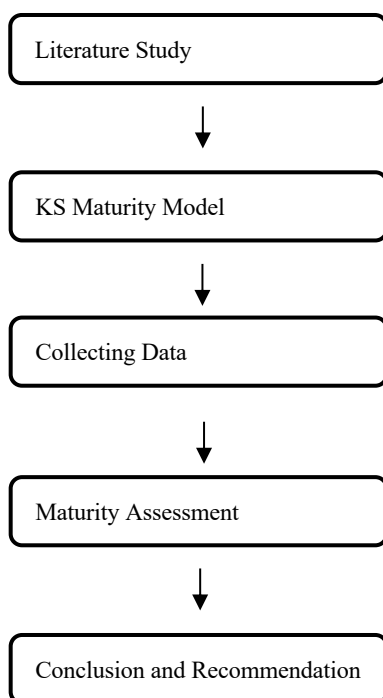 Literature Study
KS Maturity Model
Collecting Data
Maturity Assessment
Conclusion and Recommendation